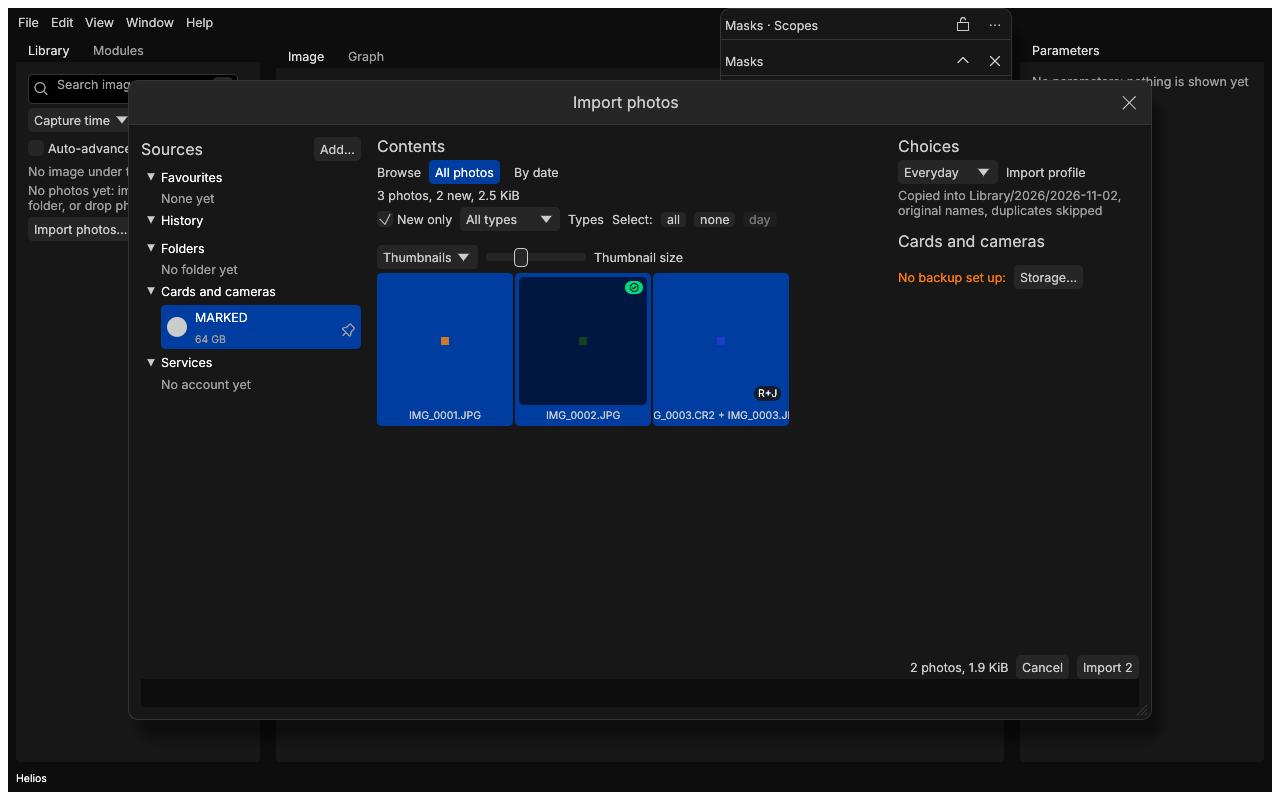 File Edit View Window Help
Masks · Scopes
Library Modules
Image Graph
Masks
Parameters
Search imag
No parameters: nothing is shown yet
Import photos
Capture time
Auto-advance
No image under
No photos yet:
folder, or drop
Import photos...
Sources
Add...
Favourites
None yet
History
Folders
No folder yet
Cards and cameras
MARKED
64 GB
Services
No account yet
Contents
Browse All photos By date
3 photos, 2 new, 2.5 KiB
New only All types Types Select: all none day
Thumbnails Thumbnail size
R+J
IMG_0001.JPG IMG_0002.JPG G_0003.CR2 + IMG_0003.J
Choices
Everyday Import profile
Copied into Library/2026/2026-11-02,
original names, duplicates skipped
Cards and cameras
No backup set up: Storage...
2 photos, 1.9 KiB Cancel Import 2
Helios